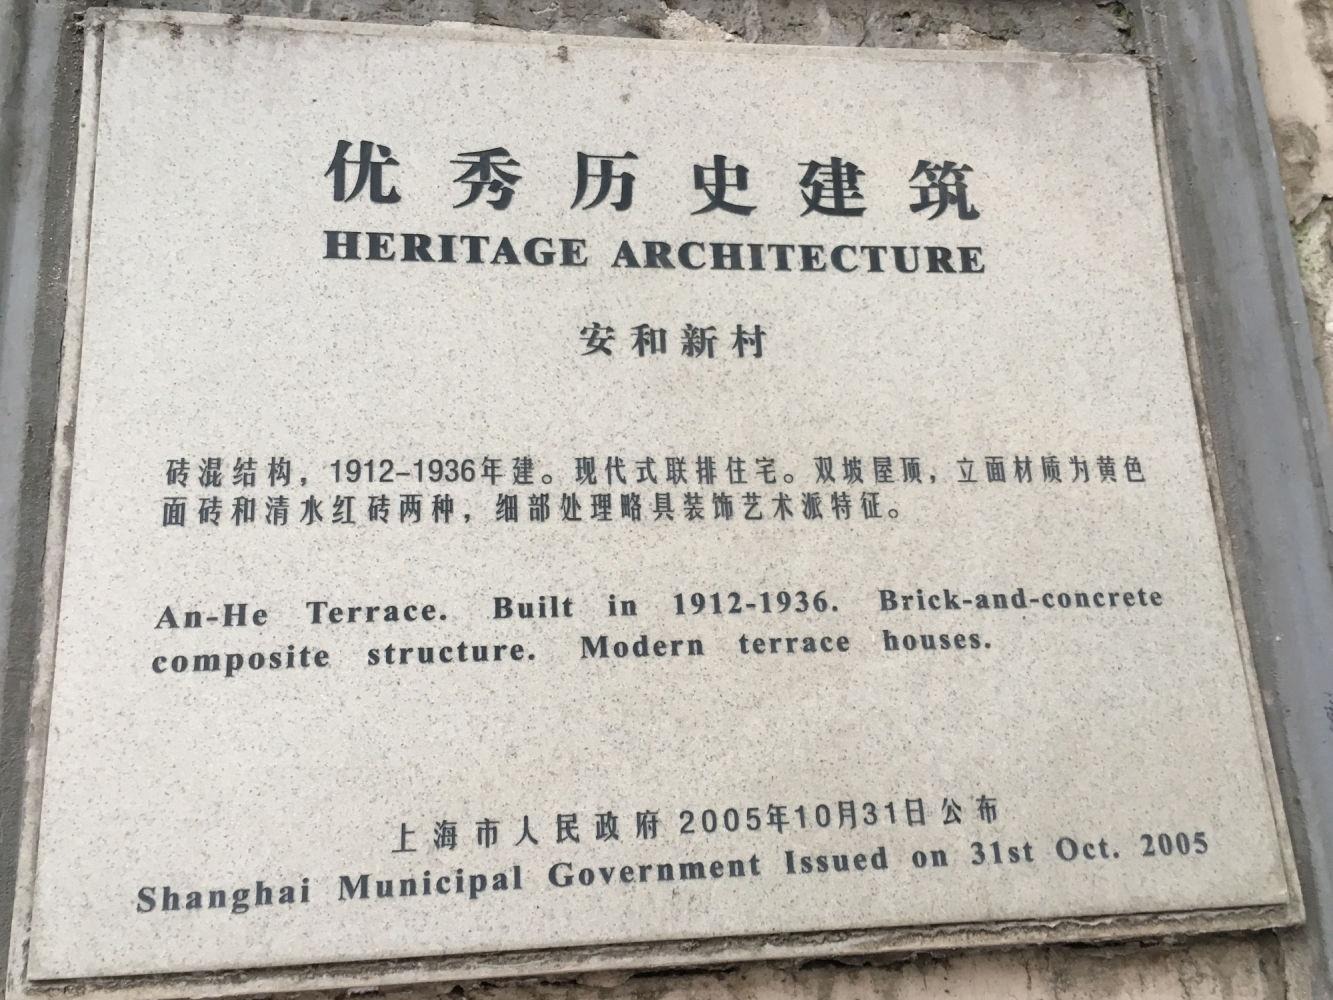 优秀历史建筑
HERITAGE ARCHITECTURE
安和新村
砖混结构，1912-1936年建。现代式联排住宅。双坡屋顶，立面材质为黄色
面砖和清水红砖两种，细部处理略具装饰艺术派特征。
An-He Terrace. Built in 1912-1936. Brick-and-concrete
composite structure. Modern terrace houses.
上海市人民政府 2005年10月31日公布
Shanghai Municipal Government Issued on 31st Oct. 2005